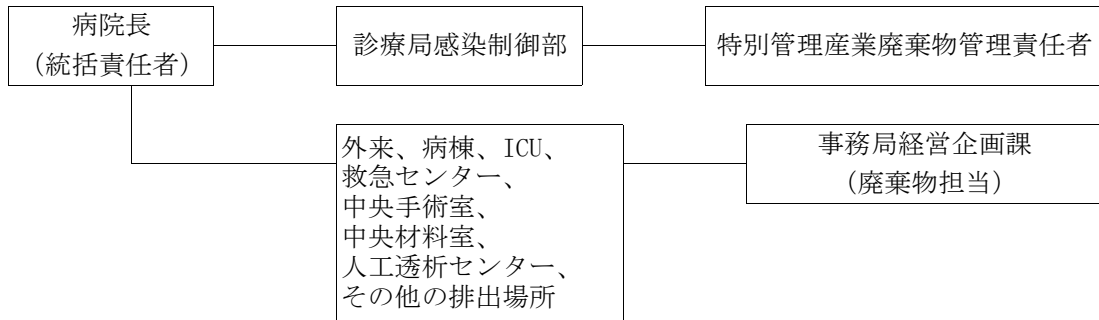 病院長
(統括責任者)
診療局感染制御部
特別管理産業廃棄物管理責任者
外来、病棟、ICU、
救急センター、
中央手術室、
中央材料室、
人工透析センター、
その他の排出場所
事務局経営企画課
(廃棄物担当)